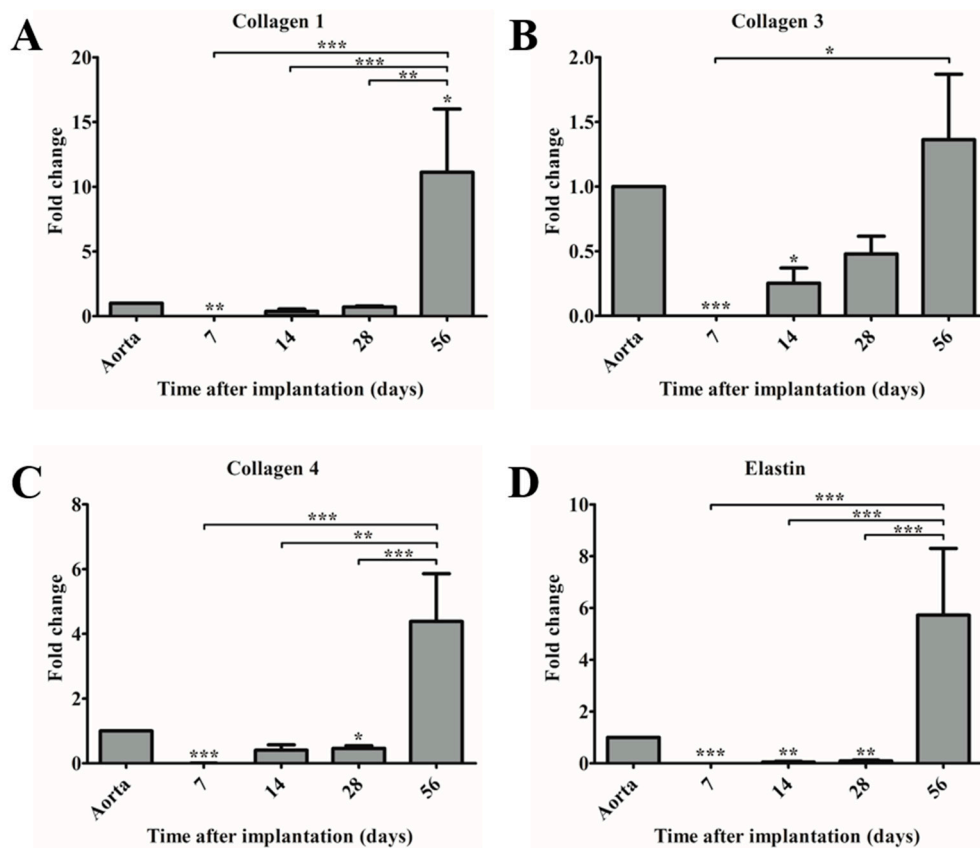 A
Collagen 1
Fold change
20
15
10
5
0
***
***
**
*
**
Aorta
7
14
28
56
Time after implantation (days)
B
Collagen 3
Fold change
2.0
1.5
1.0
0.5
0.0
*
*
***
Aorta
7
14
28
56
Time after implantation (days)
C
Collagen 4
Fold change
8
6
4
2
0
***
**
***
*
***
Aorta
7
14
28
56
Time after implantation (days)
D
Elastin
Fold change
10
8
6
4
2
0
***
***
***
***
**
**
Aorta
7
14
28
56
Time after implantation (days)